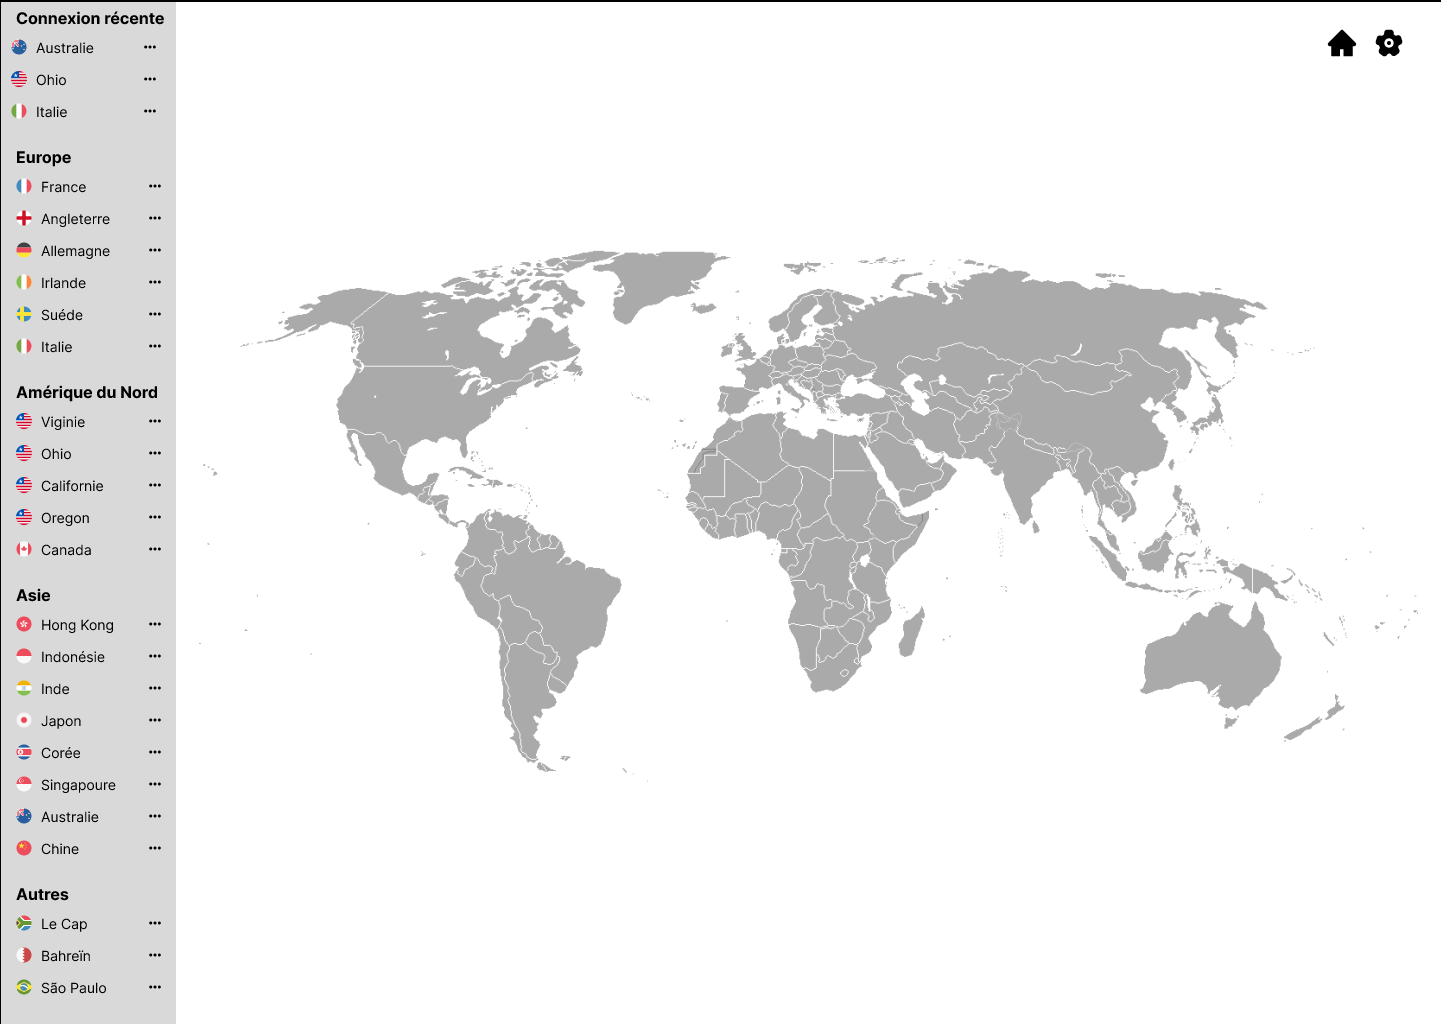 Connexion récente
Australie
Ohio
Italie
Europe
France
Angleterre
Allemagne
Irlande
Suéde
Italie
Amérique du Nord
Viginie
Ohio
Californie
Oregon
Canada
Asie
Hong Kong
Indonésie
Inde
Japon
Corée
Singapoure
Australie
Chine
Autres
Le Cap
Bahreïn
São Paulo